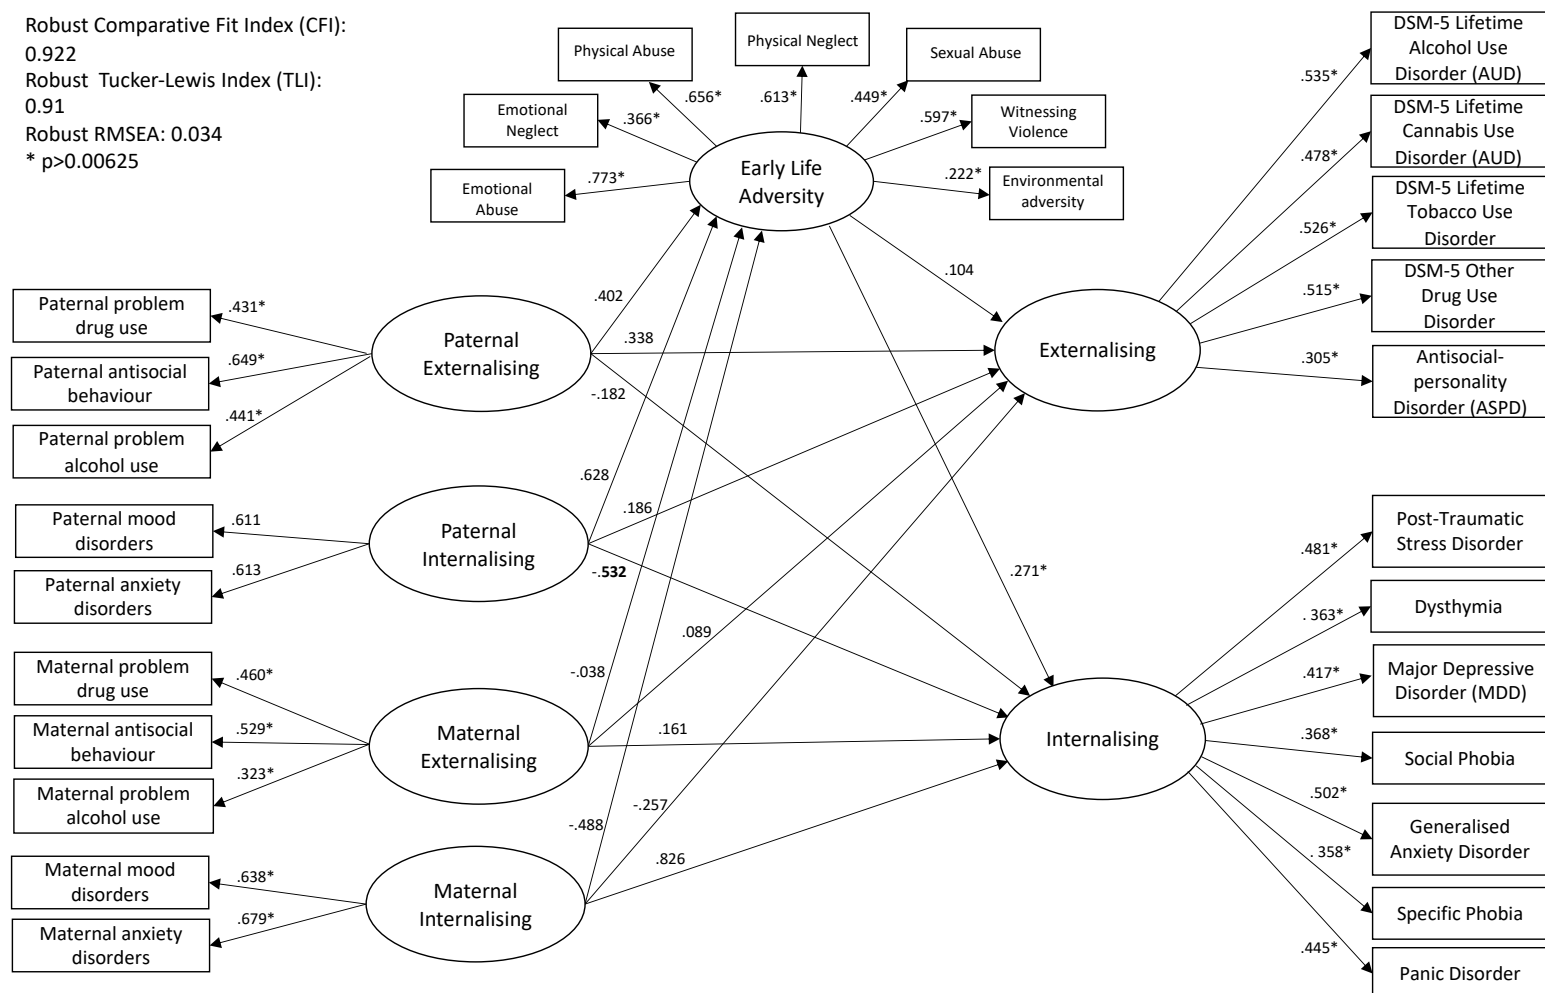 Robust Comparative Fit Index (CFI):
0.922
Robust  Tucker-Lewis Index (TLI):
0.91
Robust RMSEA: 0.034
* p>0.00625
Physical Abuse
Physical Neglect
Sexual Abuse
Emotional
Neglect
Witnessing
Violence
Emotional
Abuse
Environmental
adversity
.656*
.613*
.449*
.366*
.597*
.773*
.222*
Early Life
Adversity
DSM-5 Lifetime
Alcohol Use
Disorder (AUD)
DSM-5 Lifetime
Cannabis Use
Disorder (AUD)
DSM-5 Lifetime
Tobacco Use
Disorder
DSM-5 Other
Drug Use
Disorder
Antisocial-
personality
Disorder (ASPD)
.535*
.478*
.526*
.515*
.305*
Paternal problem
drug use
Paternal antisocial
behaviour
Paternal problem
alcohol use
.431*
.649*
.441*
Paternal
Externalising
.402
.338
-.182
.104
Externalising
Paternal mood
disorders
Paternal anxiety
disorders
.611
.613
Paternal
Internalising
.628
.186
-.532
.271*
Maternal problem
drug use
Maternal antisocial
behaviour
Maternal problem
alcohol use
.460*
.529*
.323*
Maternal
Externalising
-.038
.089
.161
Internalising
Maternal mood
disorders
Maternal anxiety
disorders
.638*
.679*
Maternal
Internalising
-.488
-.257
.826
Post-Traumatic
Stress Disorder
Dysthymia
Major Depressive
Disorder (MDD)
Social Phobia
Generalised
Anxiety Disorder
Specific Phobia
Panic Disorder
.481*
. 363*
.417*
.368*
.502*
. 358*
.445*